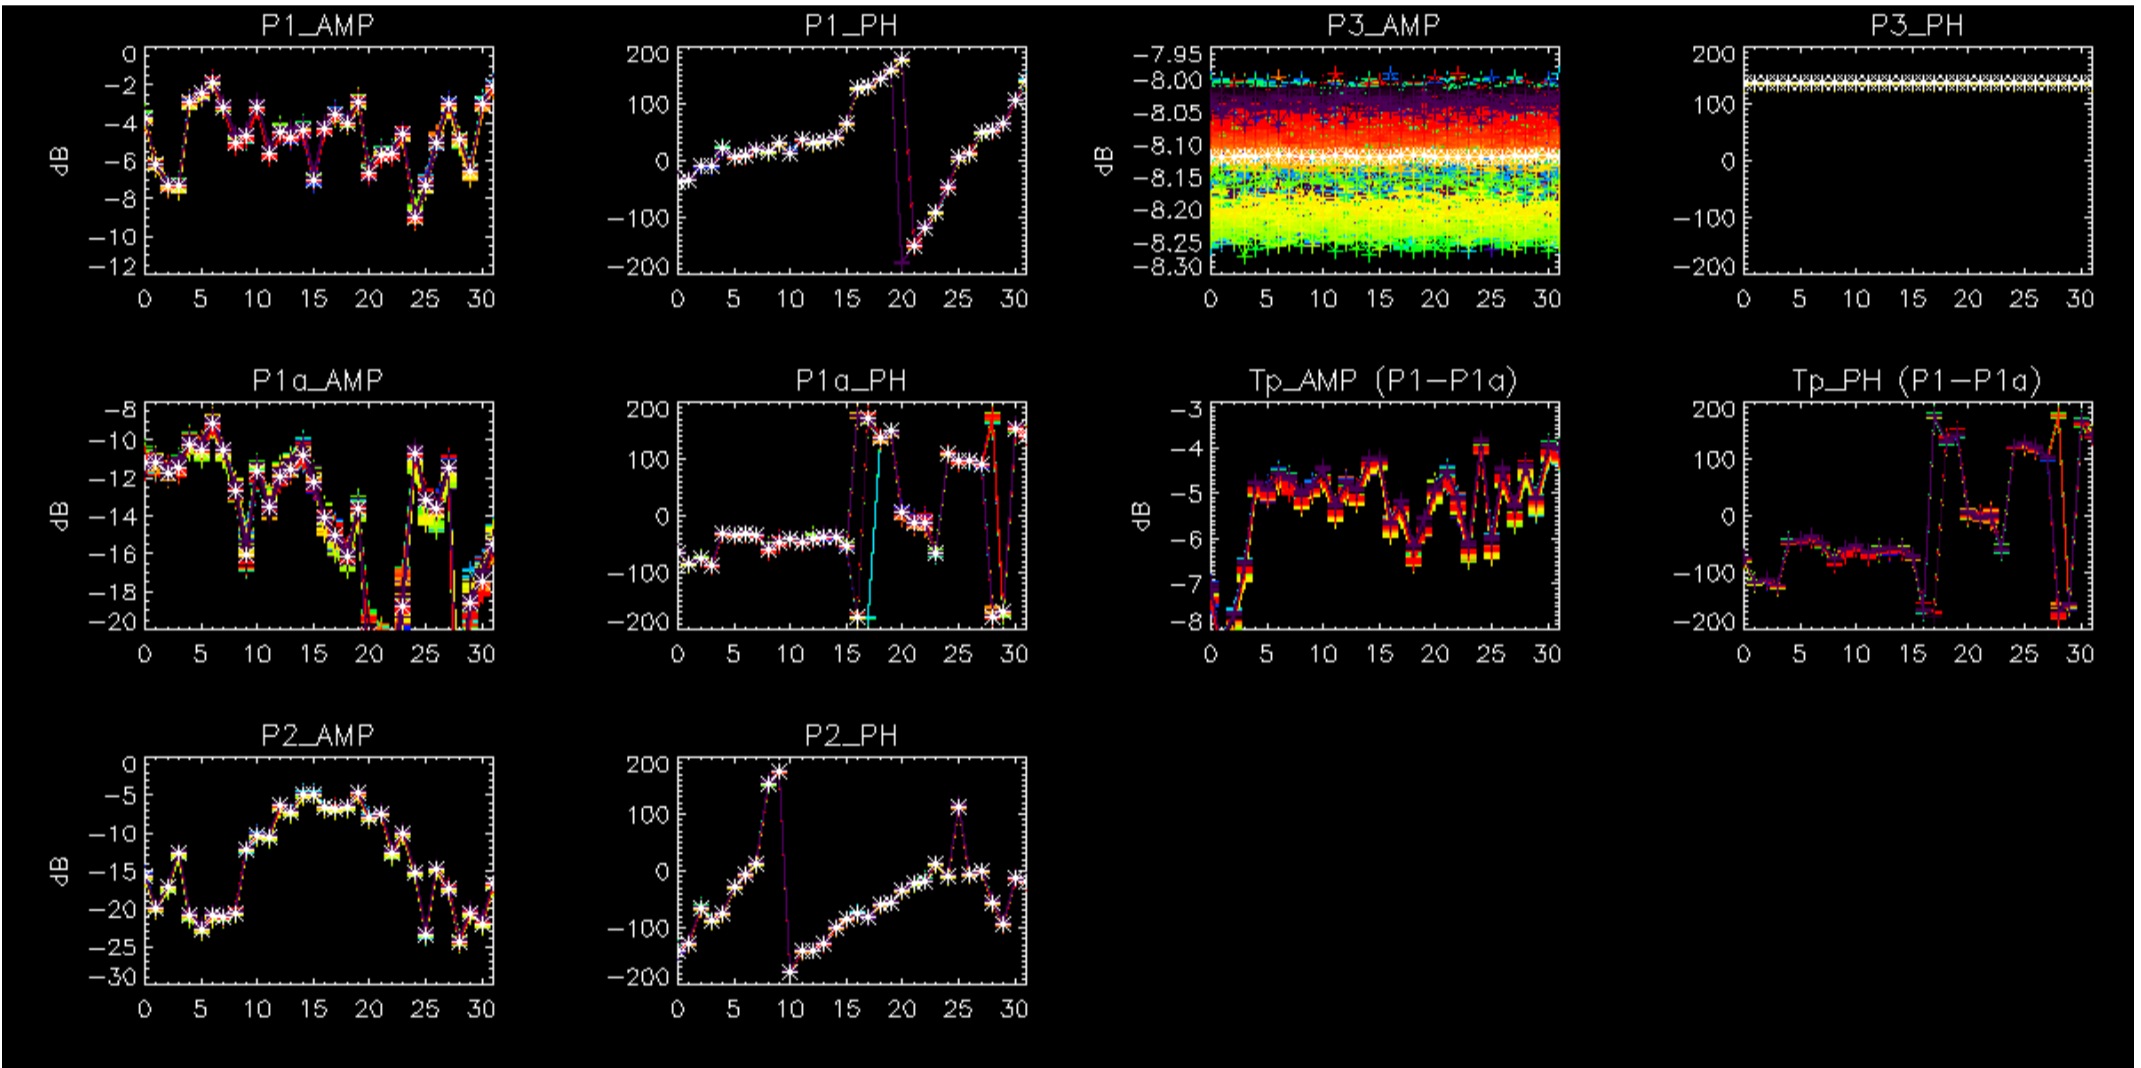 P1_AMP P1_PH P3_AMP P3_PH
0 200 -7.95 200
-2 -8.00
-4 100 -8.05 100
dB -6 0 dB -8.10 0
-8 -8.15
-10 -100 -8.20 -100
-12 -200 -8.25 -200
-8.30
0 5 10 15 20 25 30 0 5 10 15 20 25 30 0 5 10 15 20 25 30 0 5 10 15 20 25 30
P1a_AMP P1a_PH Tp_AMP (P1-P1a) Tp_PH (P1-P1a)
-8 200 -3 200
-10 100 -4 100
-12
dB -14 0 dB -5 0
-16 -100 -6 -100
-18 -7
-20 -200 -8 -200
0 5 10 15 20 25 30 0 5 10 15 20 25 30 0 5 10 15 20 25 30 0 5 10 15 20 25 30
P2_AMP P2_PH
0 200
-5 100
-10
dB -15 0
-20 -100
-25
-30 -200
0 5 10 15 20 25 30 0 5 10 15 20 25 30